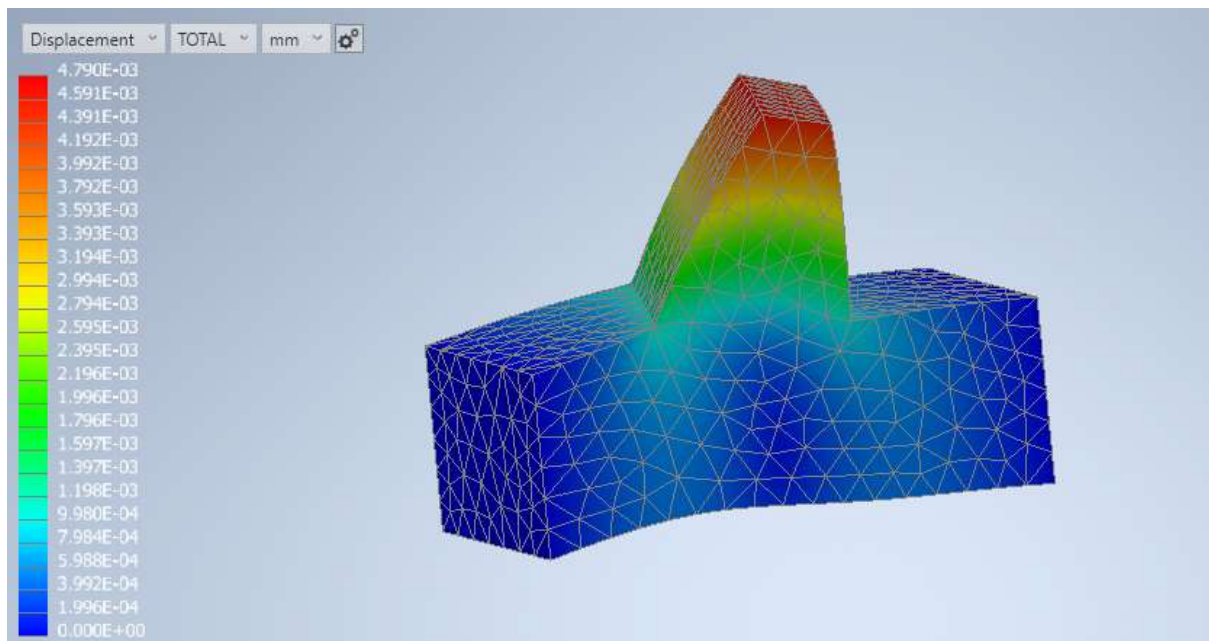 Displacement TOTAL mm
4.790E-03
4.591E-03
4.391E-03
4.192E-03
3.992E-03
3.792E-03
3.593E-03
3.393E-03
3.194E-03
2.994E-03
2.794E-03
2.595E-03
2.395E-03
2.196E-03
1.996E-03
1.796E-03
1.597E-03
1.397E-03
1.198E-03
9.980E-04
7.984E-04
5.988E-04
3.992E-04
1.996E-04
0.000E+00